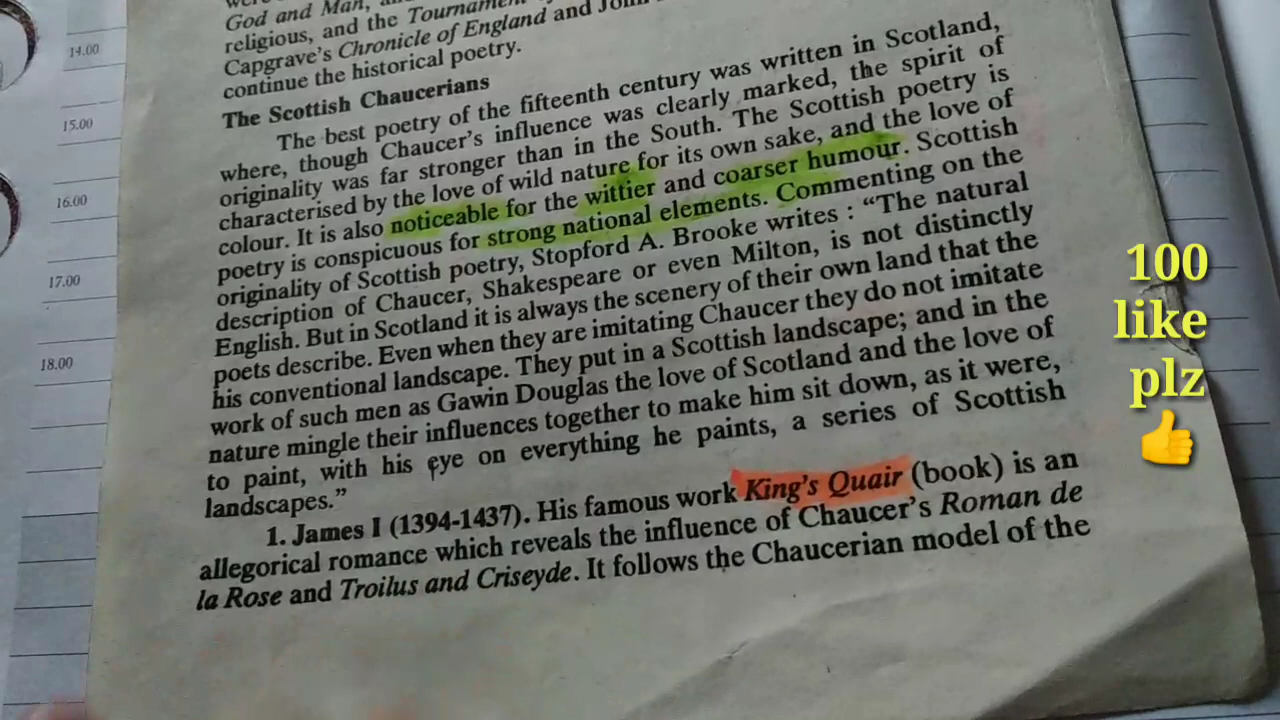 God and Man,
religious, and the Tournament
Capgrave's Chronicle of England and John
continue the historical poetry.
The Scottish Chaucerians
The best poetry of the fifteenth century was written in Scotland,
where, though Chaucer's influence was clearly marked, the spirit of
originality was far stronger than in the South. The Scottish poetry is
characterised by the love of wild nature for its own sake, and the love of
colour. It is also noticeable for the wittier and coarser humour. Scottish
poetry is conspicuous for strong national elements. Commenting on the
originality of Scottish poetry, Stopford A. Brooke writes : “The natural
description of Chaucer, Shakespeare or even Milton, is not distinctly
English. But in Scotland it is always the scenery of their own land that the
poets describe. Even when they are imitating Chaucer they do not imitate
his conventional landscape. They put in a Scottish landscape; and in the
work of such men as Gawin Douglas the love of Scotland and the love of
nature mingle their influences together to make him sit down, as it were,
to paint, with his eye on everything he paints, a series of Scottish
landscapes.”
1. James I (1394-1437). His famous work King's Quair (book) is an
allegorical romance which reveals the influence of Chaucer's Roman de
la Rose and Troilus and Criseyde. It follows the Chaucerian model of the
14.00
15.00
16.00
17.00
18.00
100
like
plz
👍